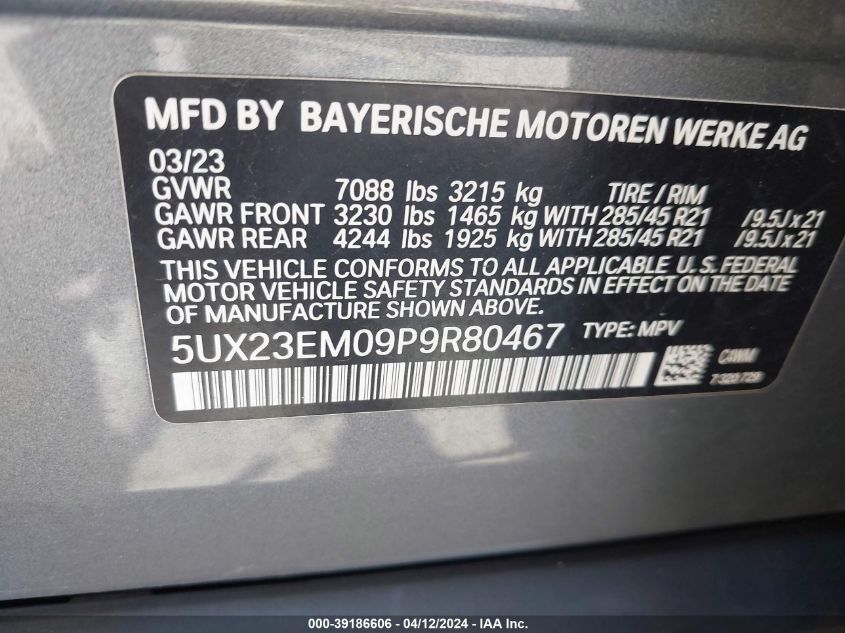 MFD BY BAYERISCHE MOTOREN WERKE AG
03/23
GVWR 7088 lbs 3215 kg TIRE / RIM
GAWR FRONT 3230 lbs 1465 kg WITH 285/45 R21 /9.5J x 21
GAWR REAR 4244 lbs 1925 kg WITH 285/45 R21 /9.5J x 21
THIS VEHICLE CONFORMS TO ALL APPLICABLE U.S. FEDERAL
MOTOR VEHICLE SAFETY STANDARDS IN EFFECT ON THE DATE
OF MANUFACTURE SHOWN ABOVE.
5UX23EM09P9R80467 TYPE: MPV
000-39186606 - 04/12/2024 - IAA Inc.